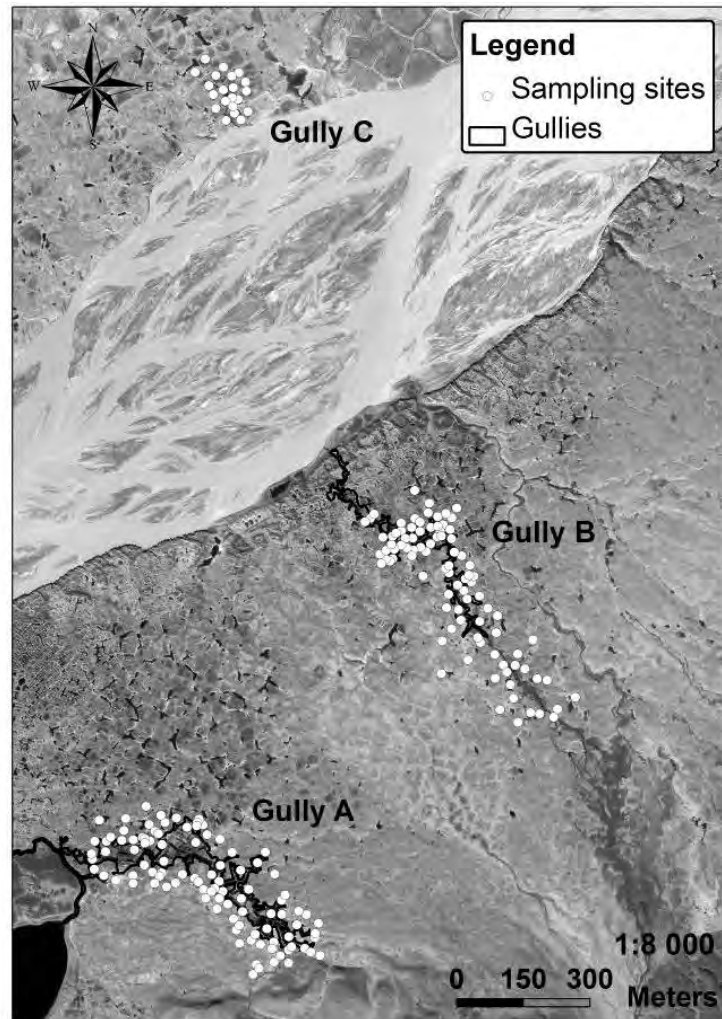 N
W E
S
Legend
Sampling sites
Gullies
Gully C
Gully B
Gully A
1:8 000
0 150 300
Meters